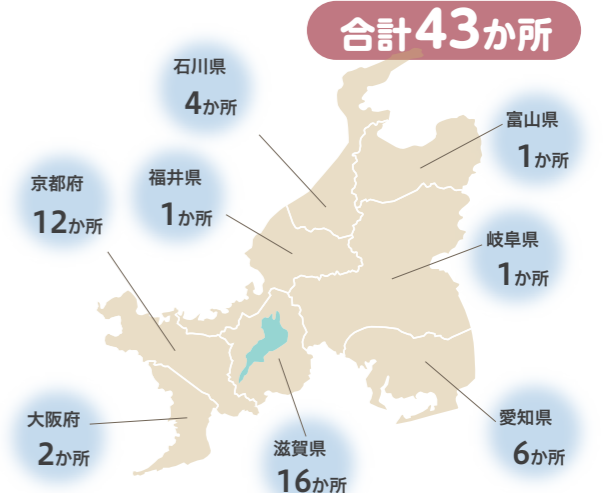 合計43か所
石川県
4か所
富山県
1か所
福井県
1か所
京都府
12か所
岐阜県
1か所
大阪府
2か所
愛知県
6か所
滋賀県
16か所